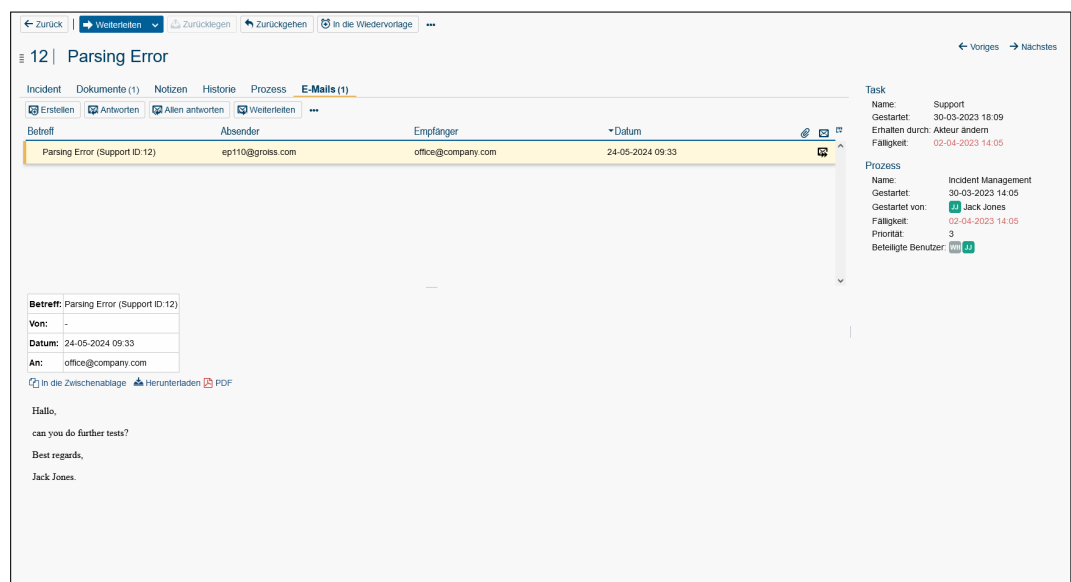 Zurück Weiterleiten Zurücklegen Zurückgehen In die Wiedervorlage •••
Voriges Nächstes
12 | Parsing Error
Incident Dokumente (1) Notizen Historie Prozess E-Mails (1)
Erstellen Antworten Allen antworten Weiterleiten •••
Betreff Absender Empfänger Datum
Parsing Error (Support ID:12) ep110@groiss.com office@company.com 24-05-2024 09:33
Task
Name: Support
Gestartet: 30-03-2023 18:09
Erhalten durch: Akteur ändern
Fälligkeit: 02-04-2023 14:05
Prozess
Name: Incident Management
Gestartet: 30-03-2023 14:05
Gestartet von: JJ Jack Jones
Fälligkeit: 02-04-2023 14:05
Priorität: 3
Beteiligte Benutzer: JJ
Betreff: Parsing Error (Support ID:12)
Von: -
Datum: 24-05-2024 09:33
An: office@company.com
In die Zwischenablage Herunterladen PDF
Hallo,
can you do further tests?
Best regards,
Jack Jones.